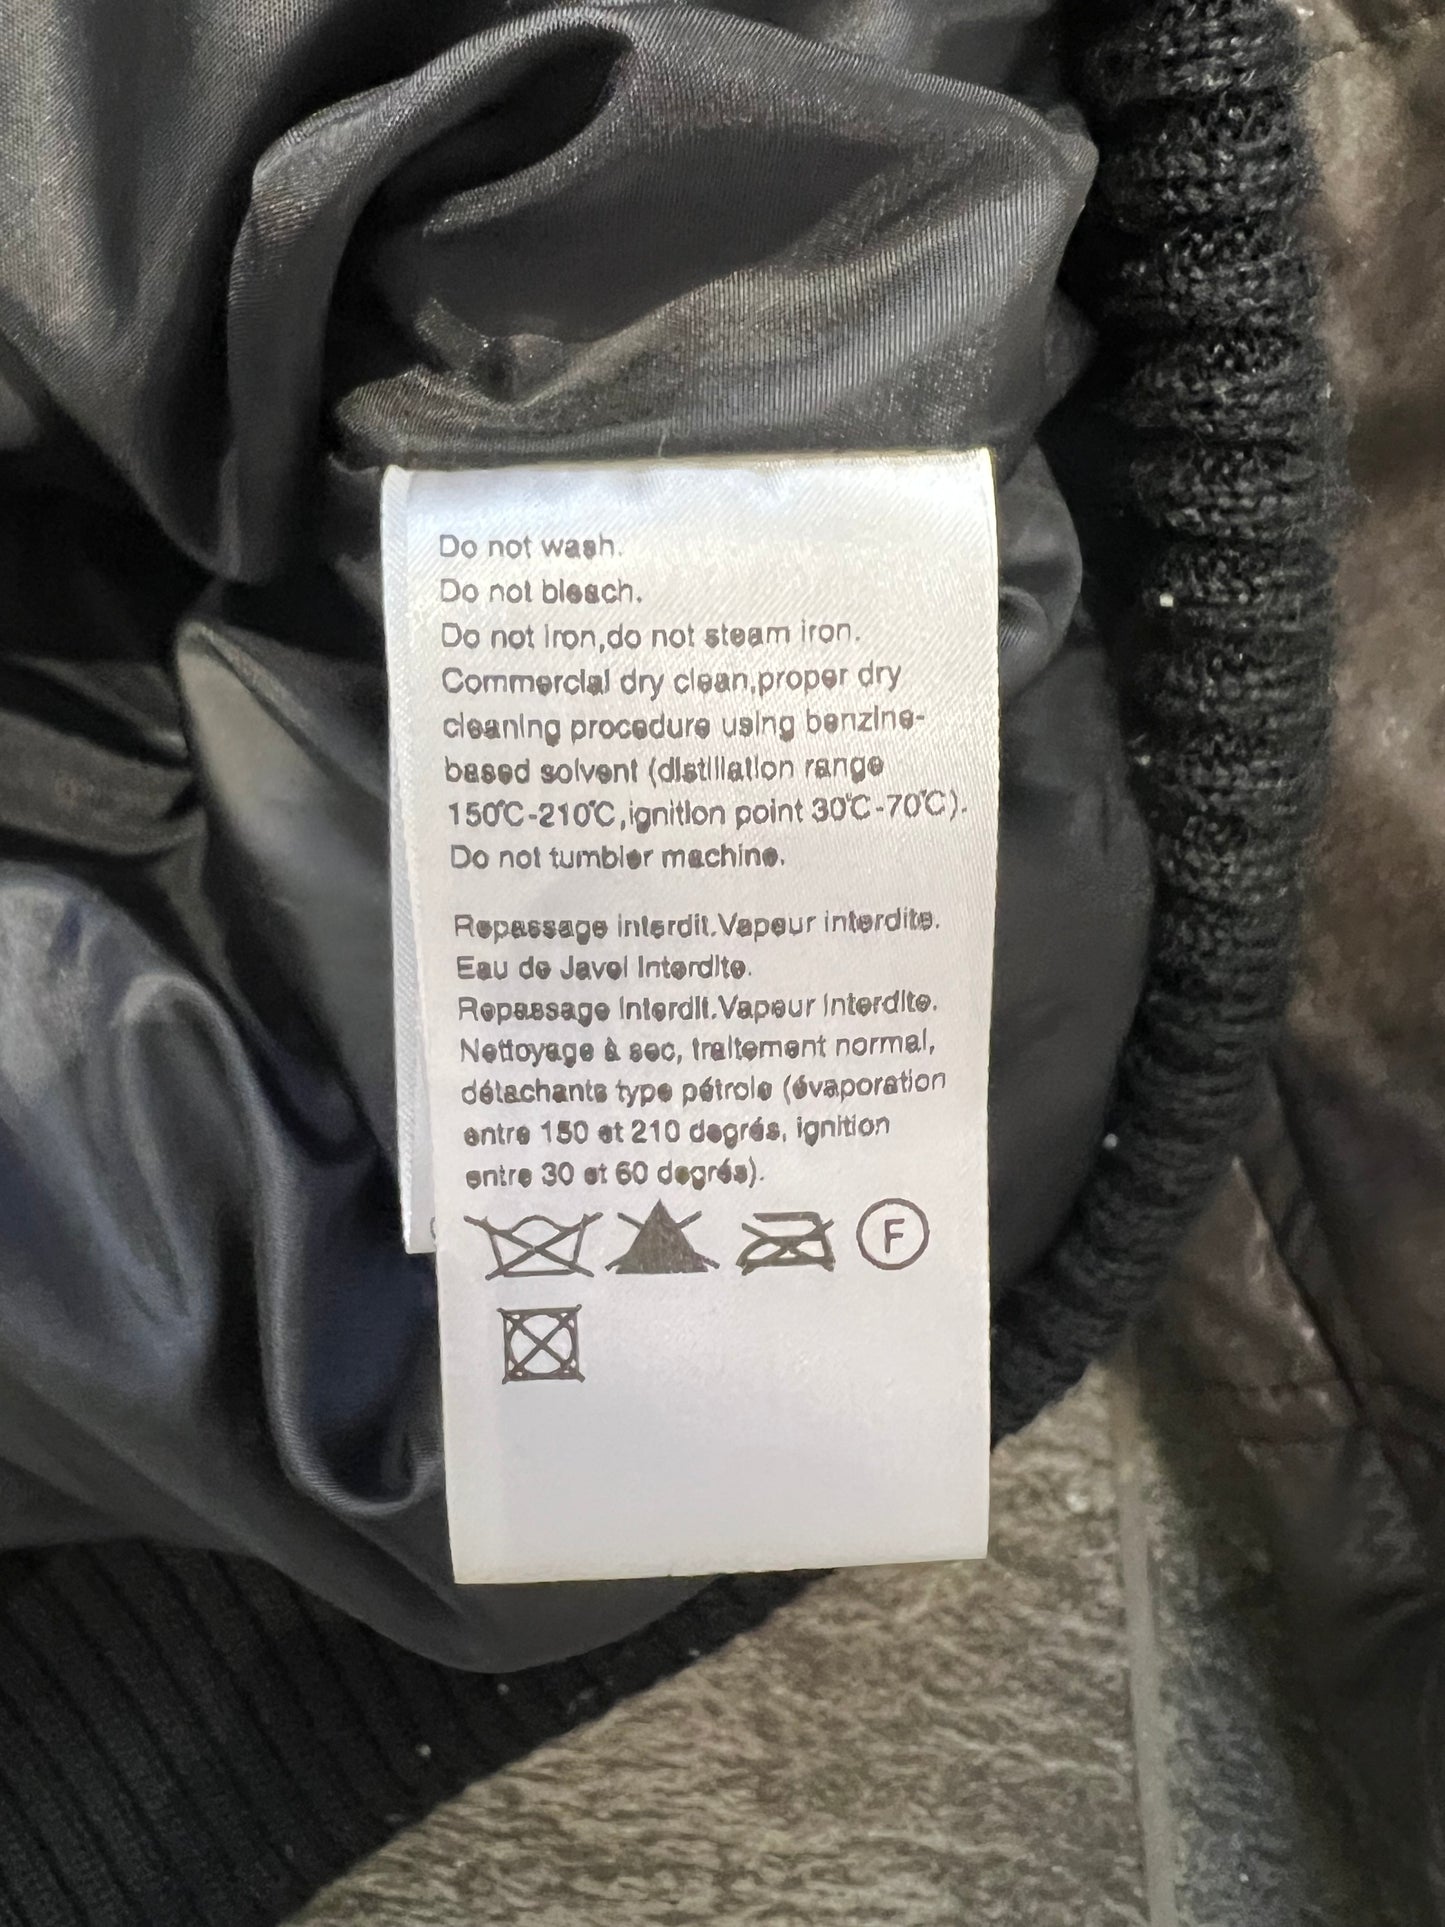 Do not wash.
Do not bleach.
Do not iron,do not steam iron.
Commercial dry clean,proper dry
cleaning procedure using benzine-
based solvent (distillation range
150℃-210℃,ignition point 30℃-70℃).
Do not tumbler machine.
Repassage interdit.Vapeur interdite.
Eau de Javel Interdite.
Repassage Interdit.Vapeur Interdite.
Nettoyage à sec, traitement normal,
détachants type pétrole (évaporation
entre 150 et 210 degrés, ignition
entre 30 et 60 degrés).
F